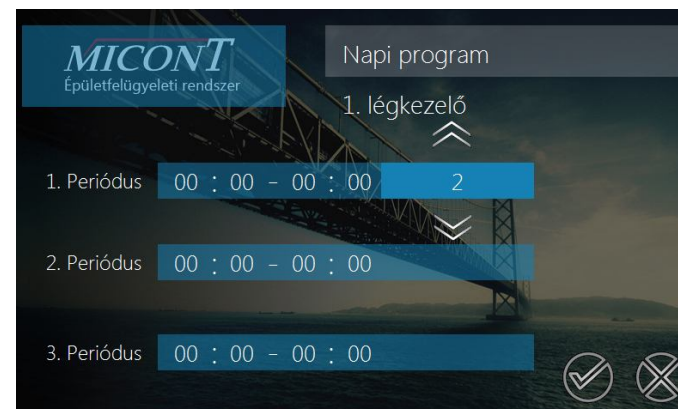 MICONT
Épületfelügyeleti rendszer
Napi program
1. légkezelő
1. Periódus 00 : 00 - 00 : 00 2
2. Periódus 00 : 00 - 00 : 00
3. Periódus 00 : 00 - 00 : 00